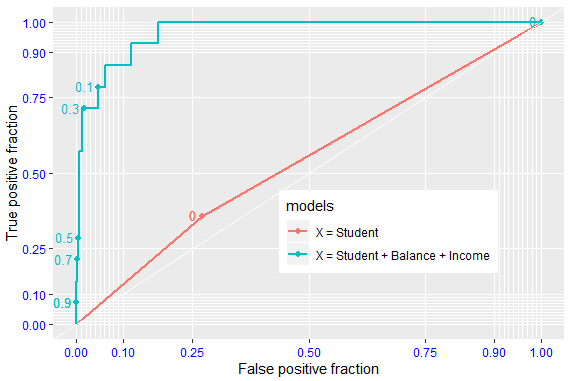 1.00
0.90
0.75
0.50
0.25
0.10
0.00
True positive fraction
0
0.1
0.3
0
0.5
0.7
0.9
models
X = Student
X = Student + Balance + Income
0.00 0.10 0.25 0.50 0.75 0.90 1.00
False positive fraction